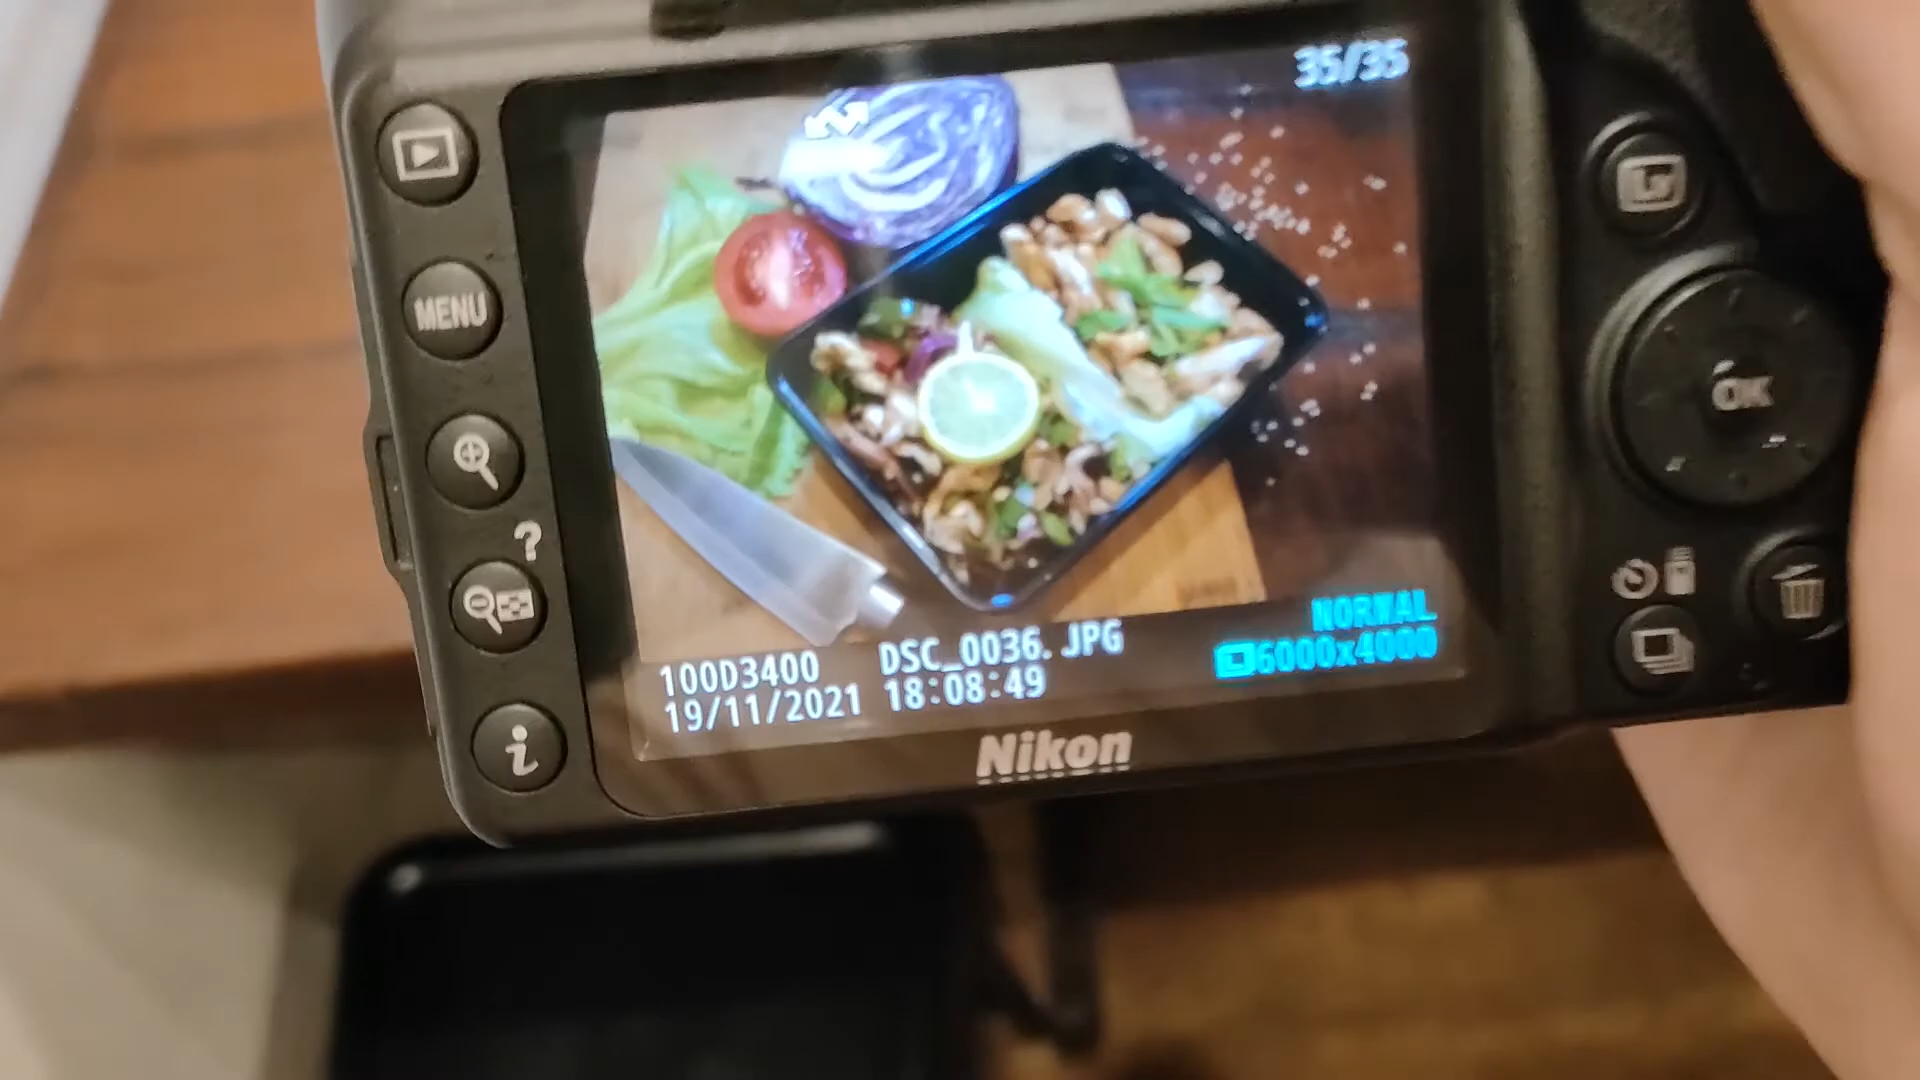 35/35
MENU
OK
?
NORMAL
100D3400 DSC_0036.JPG
6000x4000
19/11/2021 18:08:49
i
Nikon